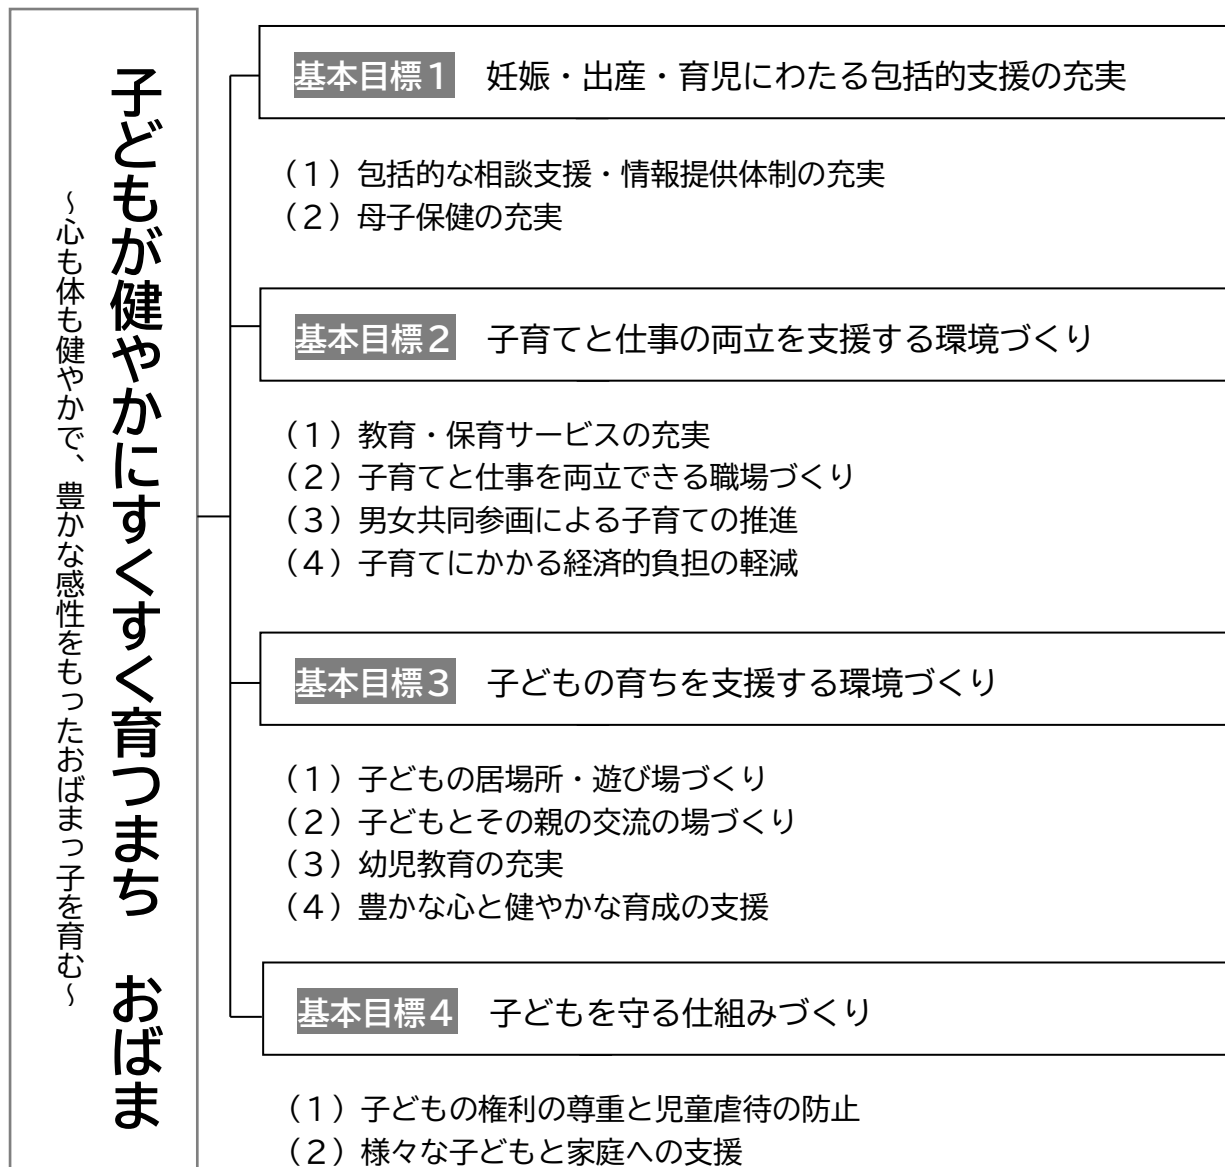 子どもが健やかにすくすく育つまち　おばま
～心も体も健やかで、豊かな感性をもったおばまっ子を育む～
基本目標１　妊娠・出産・育児にわたる包括的支援の充実
（１）包括的な相談支援・情報提供体制の充実
（２）母子保健の充実
基本目標２　子育てと仕事の両立を支援する環境づくり
（１）教育・保育サービスの充実
（２）子育てと仕事を両立できる職場づくり
（３）男女共同参画による子育ての推進
（４）子育てにかかる経済的負担の軽減
基本目標３　子どもの育ちを支援する環境づくり
（１）子どもの居場所・遊び場づくり
（２）子どもとその親の交流の場づくり
（３）幼児教育の充実
（４）豊かな心と健やかな育成の支援
基本目標４　子どもを守る仕組みづくり
（１）子どもの権利の尊重と児童虐待の防止
（２）様々な子どもと家庭への支援